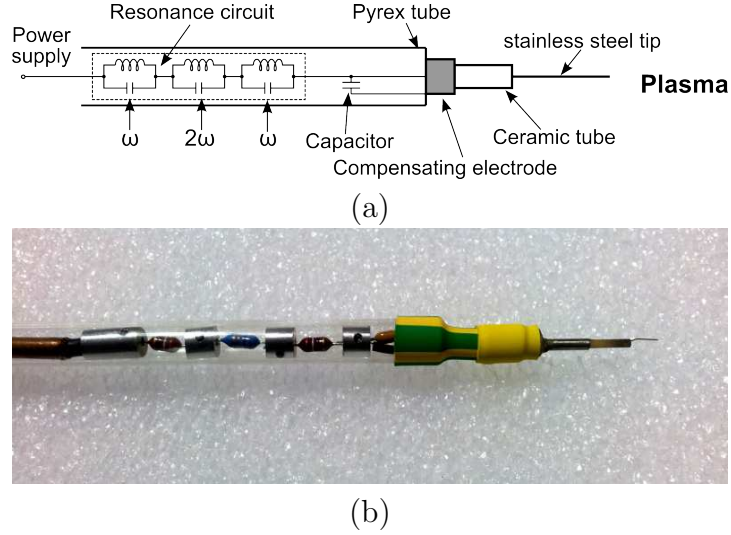 Resonance circuit
Pyrex tube
Power
supply
stainless steel tip
Plasma
ω
2ω
ω
Capacitor
Ceramic tube
Compensating electrode
(a)
(b)